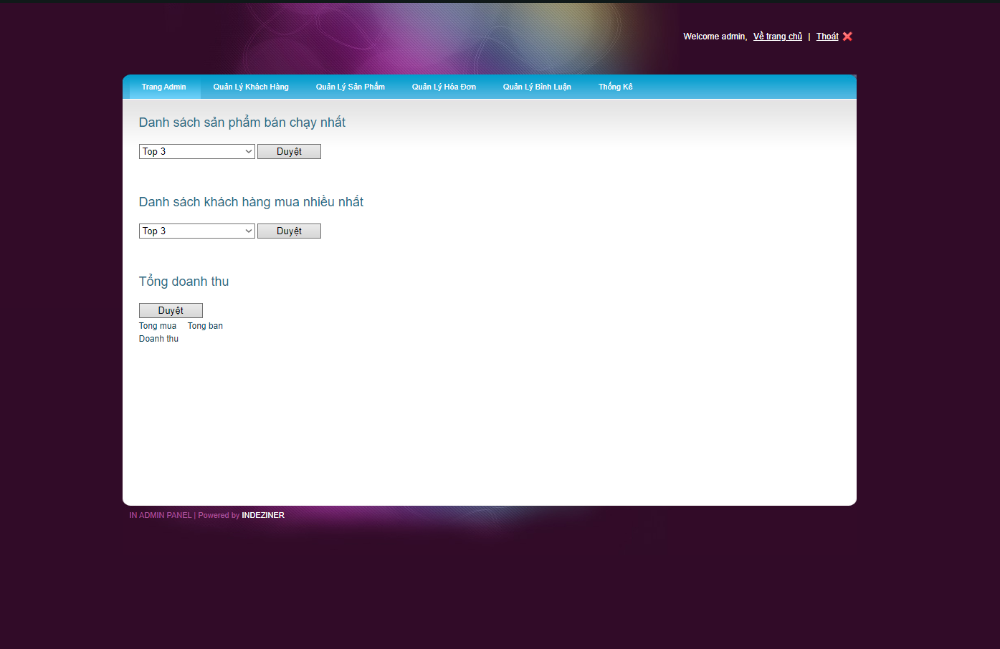 Welcome admin, Về trang chủ | Thoát
Trang Admin Quản Lý Khách Hàng Quản Lý Sản Phẩm Quản Lý Hóa Đơn Quản Lý Bình Luận Thống Kê
Danh sách sản phẩm bán chạy nhất
Top 3 Duyệt
Danh sách khách hàng mua nhiều nhất
Top 3 Duyệt
Tổng doanh thu
Duyệt
Tong mua Tong ban
Doanh thu
IN ADMIN PANEL | Powered by INDEZINER